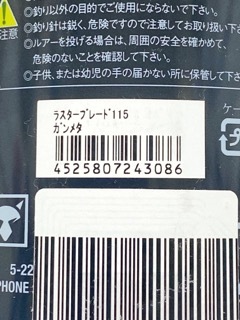 ◎釣り以外の目的でご使用にならないで下さい。
◎釣り針は鋭く、危険ですので注意してお取り扱い下さい。
◎ルアーを投げる場合は、周囲の安全を確かめて、
危険のないことを確認して下さい。
◎子供、または幼児の手の届かない所に保管して下さい。
ラスターブレード115
ガンメタ
4525807243086
ケー
5-22
PHONE